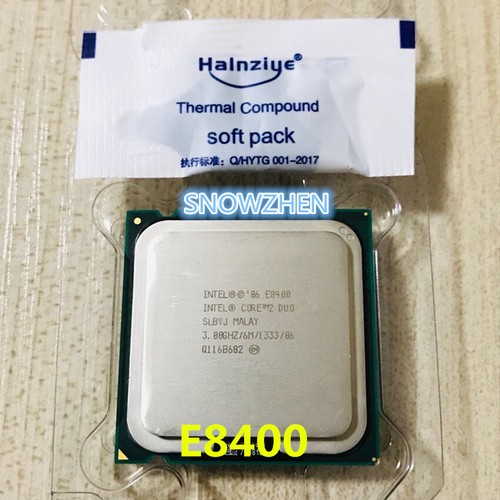 Halnziye®
Thermal Compound
soft pack
执行标准：Q/HYTG 001-2017
SNOWZHEN
INTEL®©'06 E8400
INTEL® CORE™2 DUO
SLB9J MALAY
3.00GHZ/6M/1333/06
Q116B682
E8400